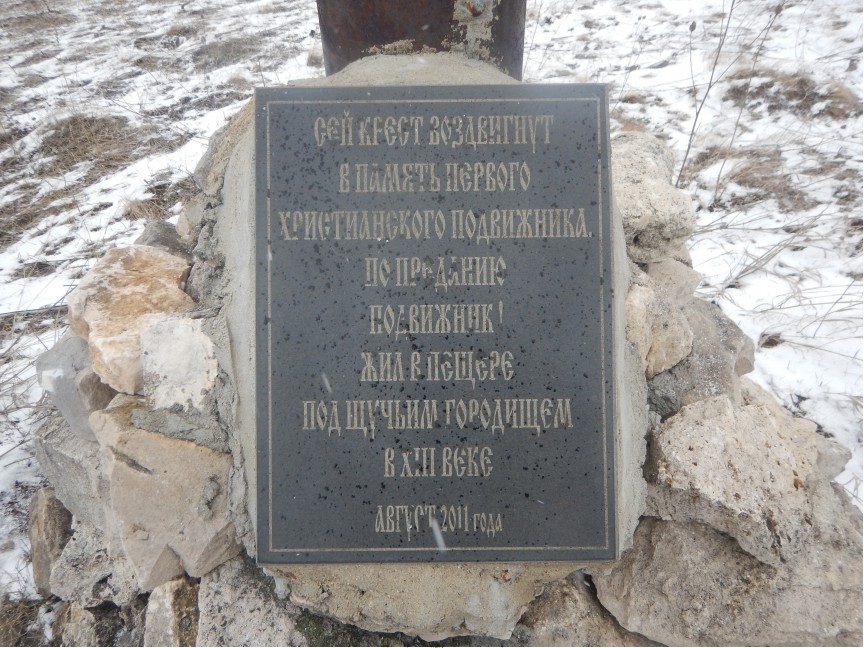 СЕЙ КРЕСТ ВОЗДВИГНУТ
В ПАМЯТЬ ПЕРВОГО
ХРИСТИАНСКОГО ПОДВИЖНИКА.
ПО ПРЕДАНИЮ
ПОДВИЖНИК!
ЖИЛ В ПЕЩЕРЕ
ПОД ЩУЧЬИМ ГОРОДИЩЕМ
В XIII ВЕКЕ
АВГУСТ 2011 года